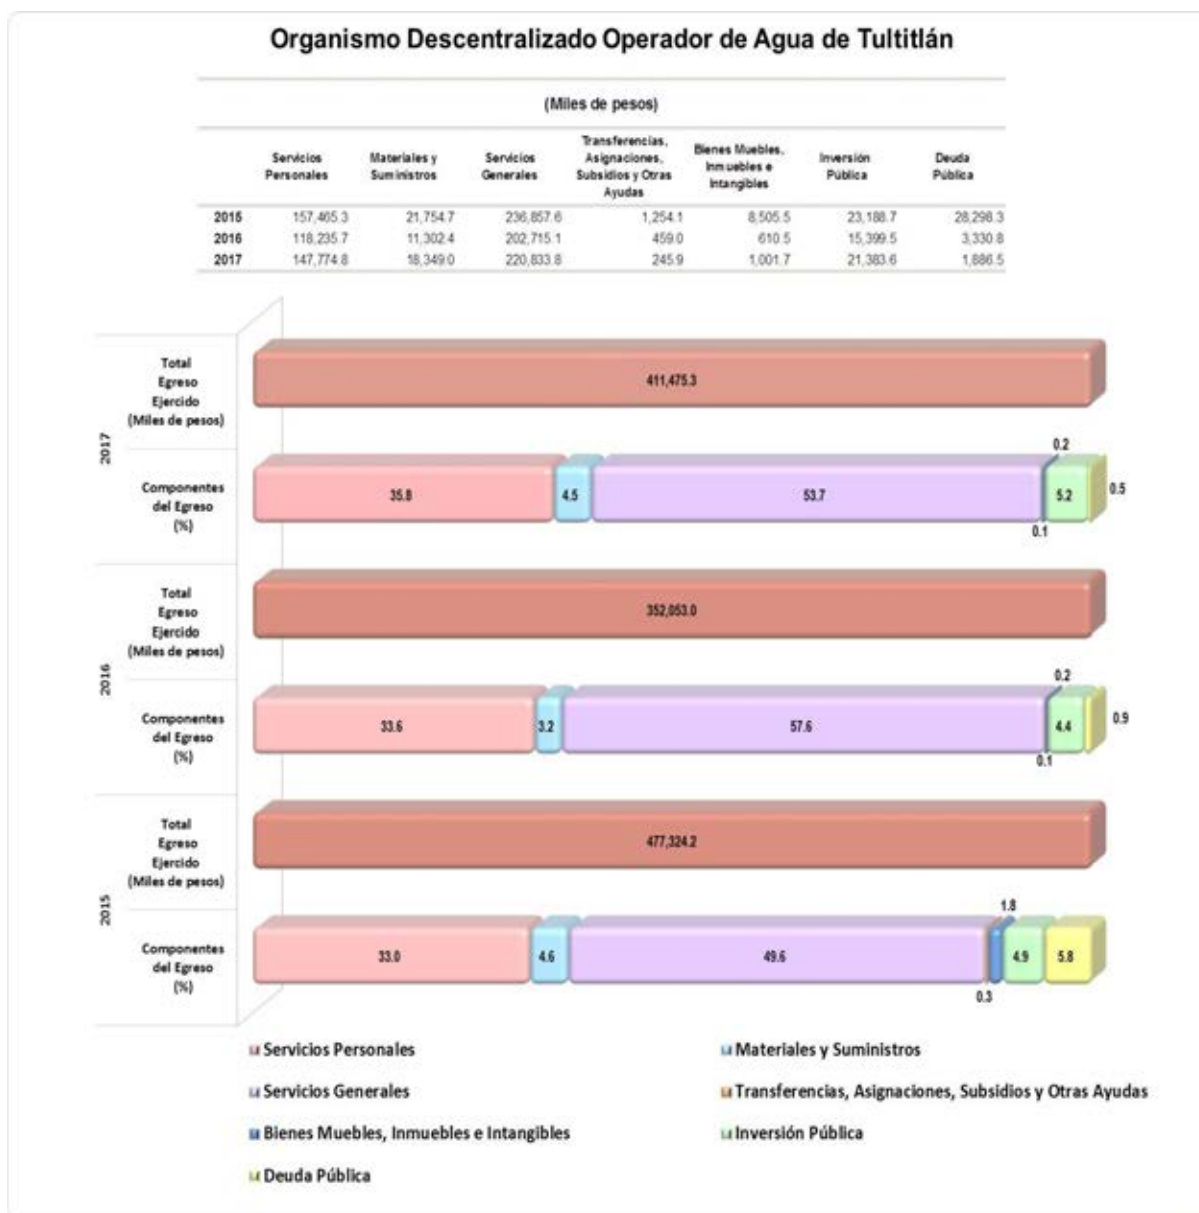 Organismo Descentralizado Operador de Agua de Tultitlán
(Miles de pesos)
Servicios Personales Materiales y Suministros Servicios Generales Transferencias, Asignaciones, Subsidios y Otras Ayudas Bienes Muebles, Inmuebles e Intangibles Inversión Pública Deuda Pública
2015 157,465.3 21,754.7 236,857.6 1,254.1 8,505.5 23,188.7 28,298.3
2016 118,235.7 11,302.4 202,715.1 459.0 610.5 15,399.5 3,330.8
2017 147,774.8 18,349.0 220,833.8 245.9 1,001.7 21,383.6 1,886.5
2017
Total
Egreso
Ejercido
(Miles de pesos)
411,475.3
Componentes
del Egreso
(%)
35.8 4.5 53.7 0.1 0.2 5.2 0.5
2016
Total
Egreso
Ejercido
(Miles de pesos)
352,053.0
Componentes
del Egreso
(%)
33.6 3.2 57.6 0.1 0.2 4.4 0.9
2015
Total
Egreso
Ejercido
(Miles de pesos)
477,324.2
Componentes
del Egreso
(%)
33.0 4.6 49.6 0.3 1.8 4.9 5.8
Servicios Personales
Materiales y Suministros
Servicios Generales
Transferencias, Asignaciones, Subsidios y Otras Ayudas
Bienes Muebles, Inmuebles e Intangibles
Inversión Pública
Deuda Pública